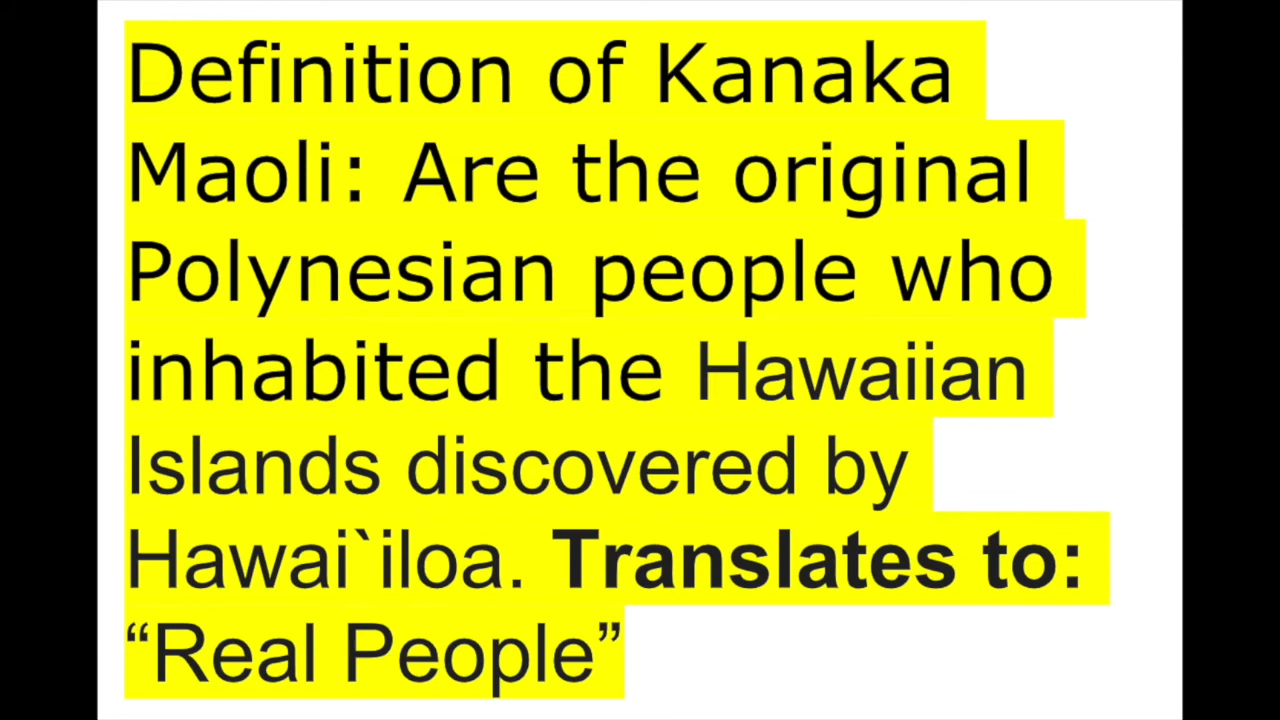 Definition of Kanaka
Maoli: Are the original
Polynesian people who
inhabited the Hawaiian
Islands discovered by
Hawai`iloa. Translates to:
“Real People”